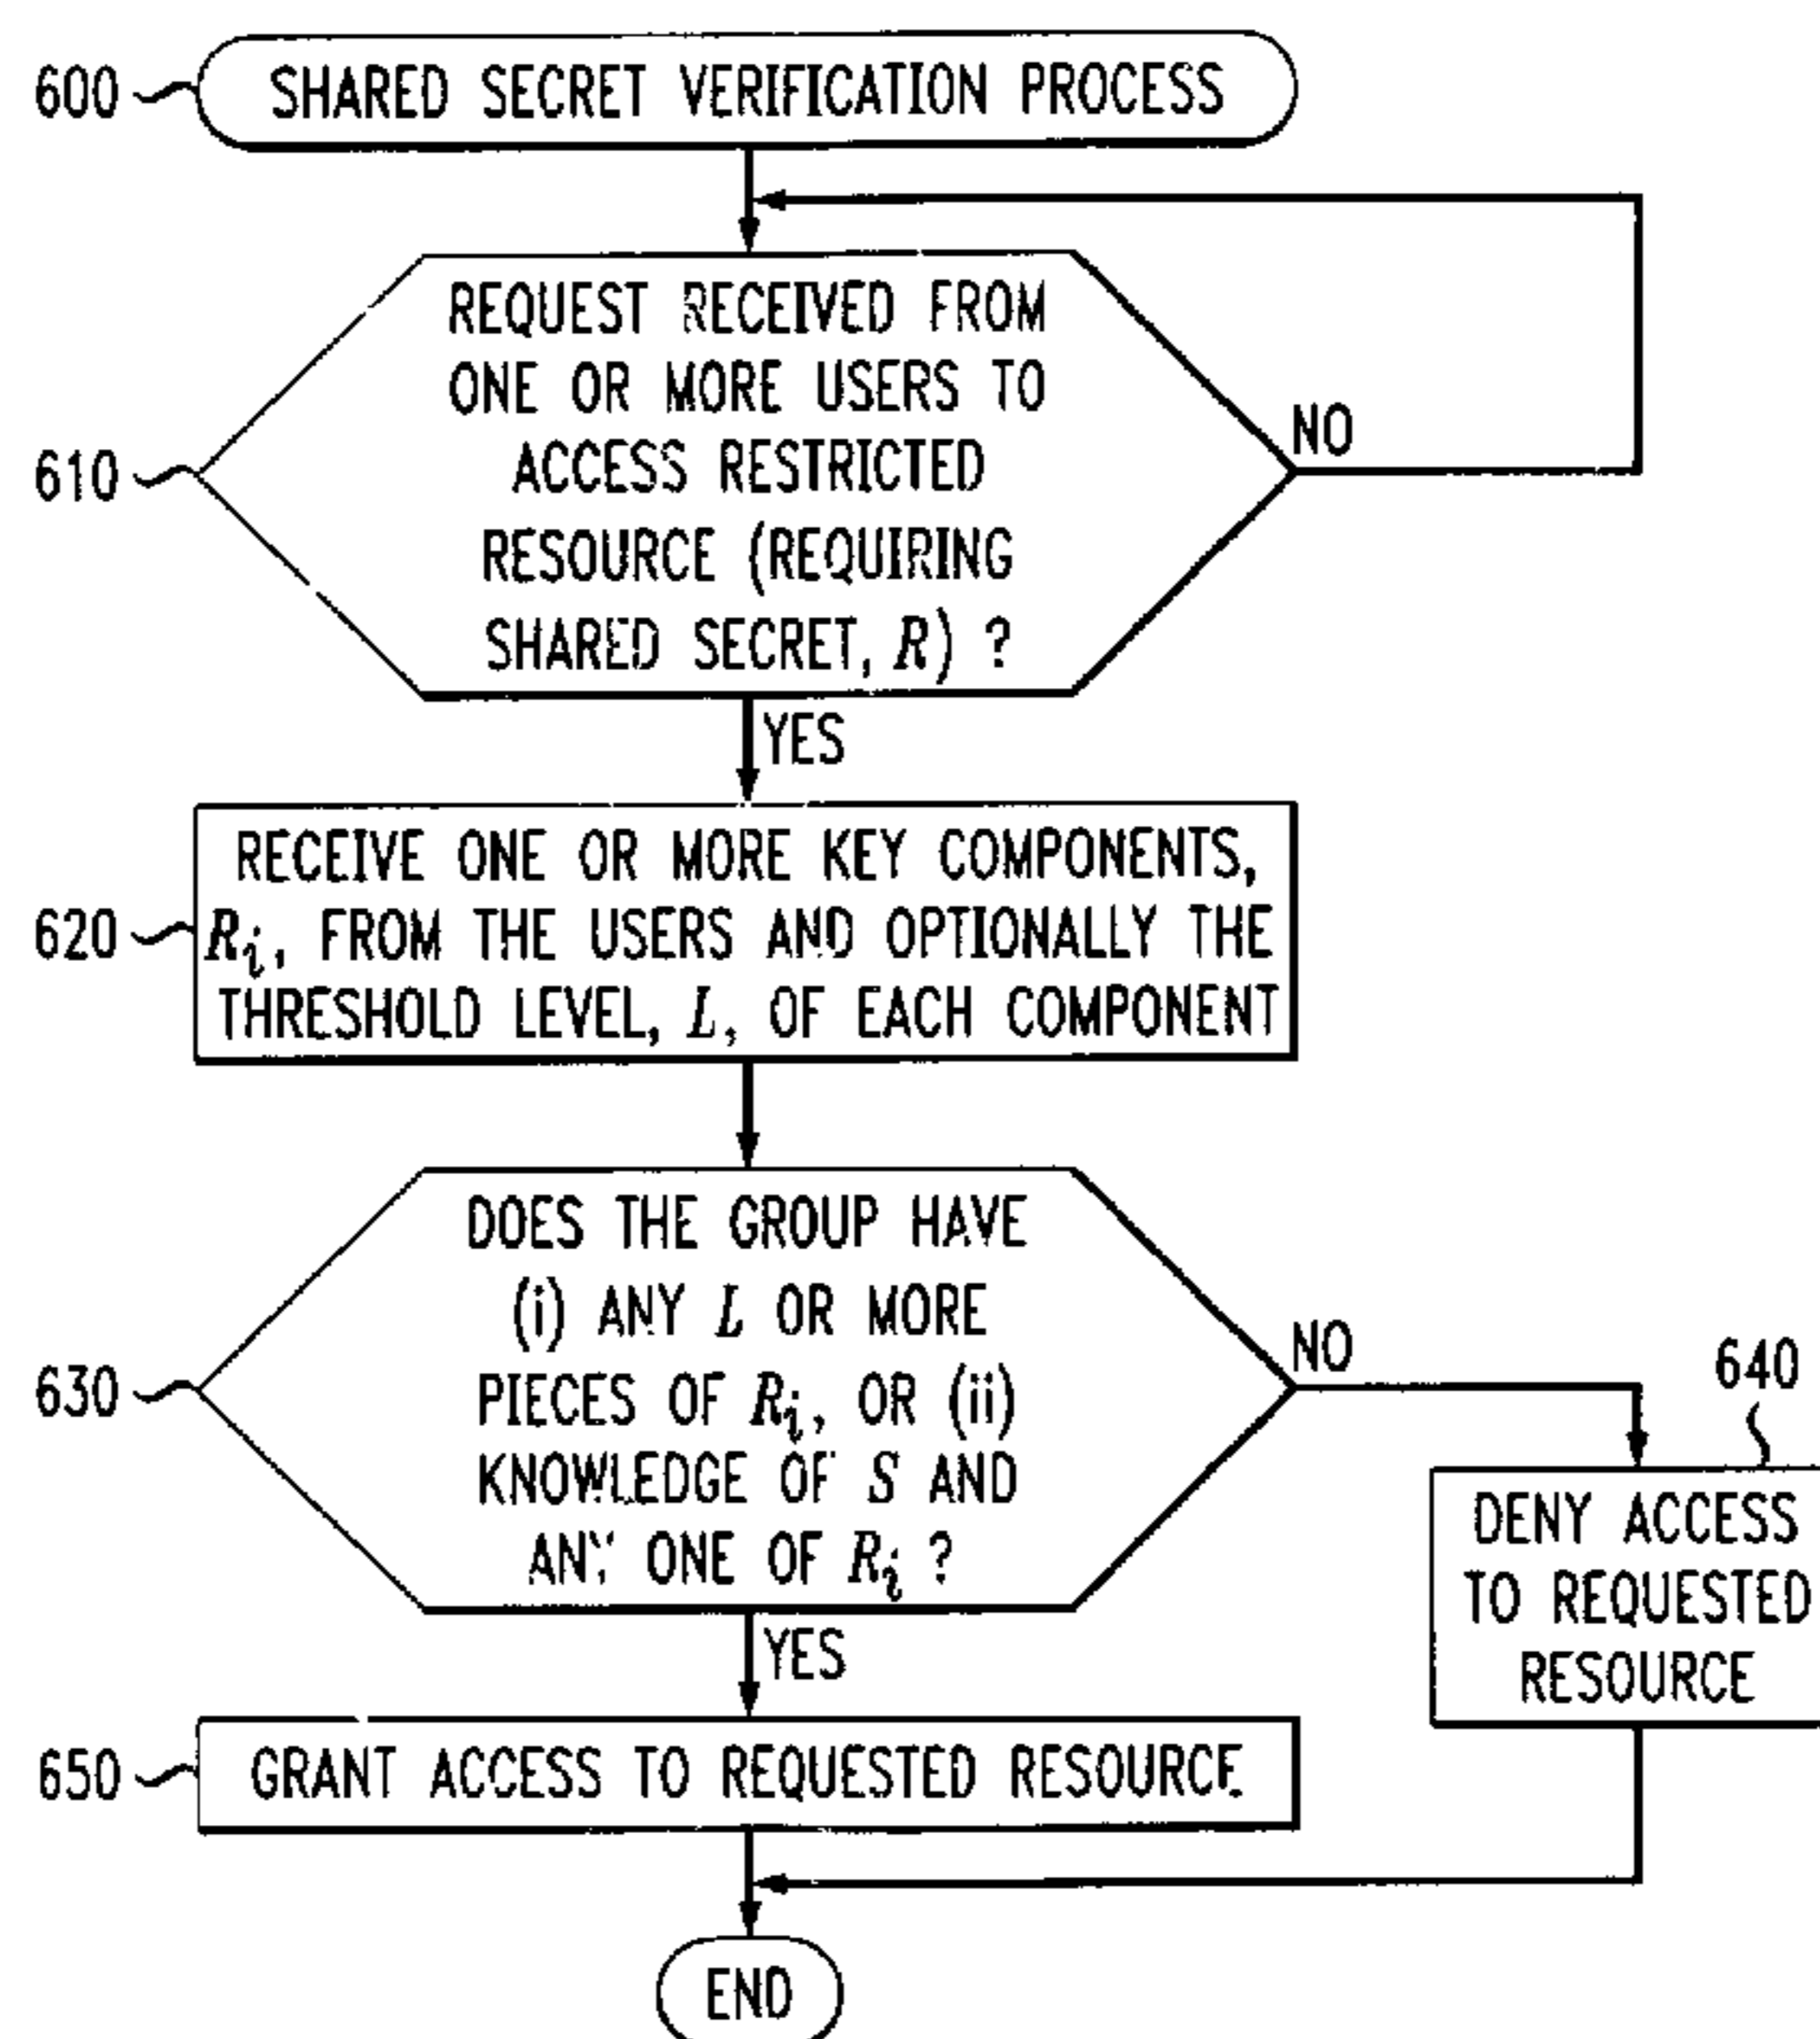 600
SHARED SECRET VERIFICATION PROCESS
610
REQUEST RECEIVED FROM
ONE OR MORE USERS TO
ACCESS RESTRICTED
RESOURCE (REQUIRING
SHARED SECRET, R) ?
NO
YES
620
RECEIVE ONE OR MORE KEY COMPONENTS,
Ri, FROM THE USERS AND OPTIONALLY THE
THRESHOLD LEVEL, L, OF EACH COMPONENT
630
DOES THE GROUP HAVE
(i) ANY L OR MORE
PIECES OF Ri, OR (ii)
KNOWLEDGE OF S AND
ANY ONE OF Ri ?
NO
640
DENY ACCESS
TO REQUESTED
RESOURCE
YES
650
GRANT ACCESS TO REQUESTED RESOURCE
END